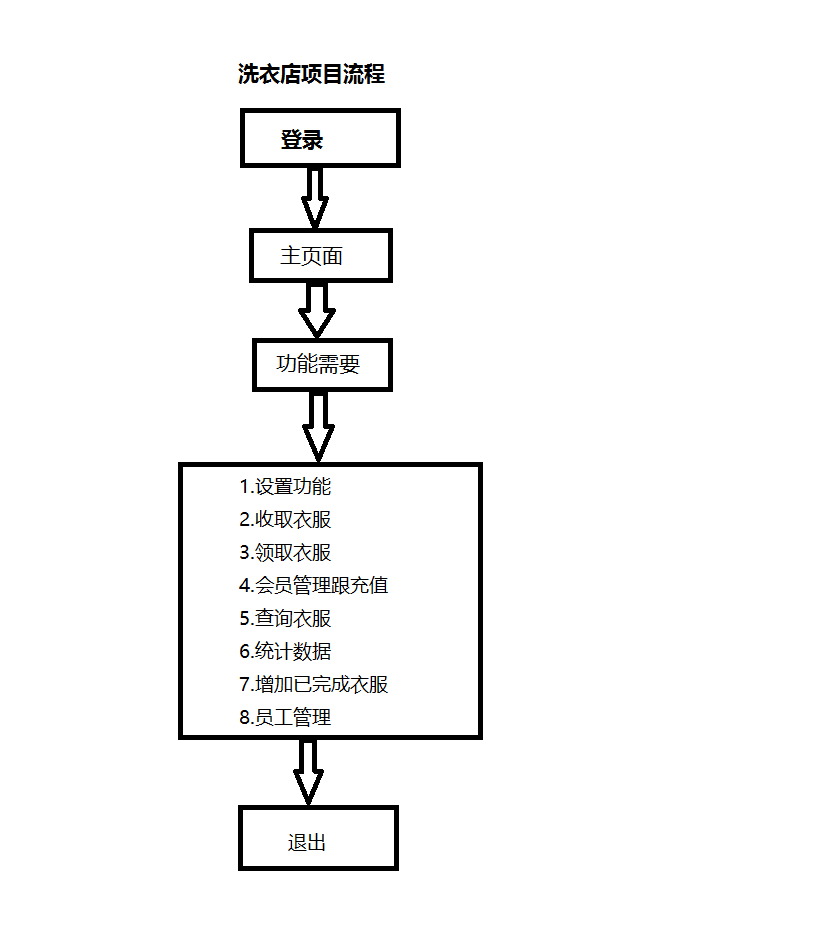 洗衣店项目流程
登录
主页面
功能需要
1.设置功能
2.收取衣服
3.领取衣服
4.会员管理跟充值
5.查询衣服
6.统计数据
7.增加已完成衣服
8.员工管理
退出